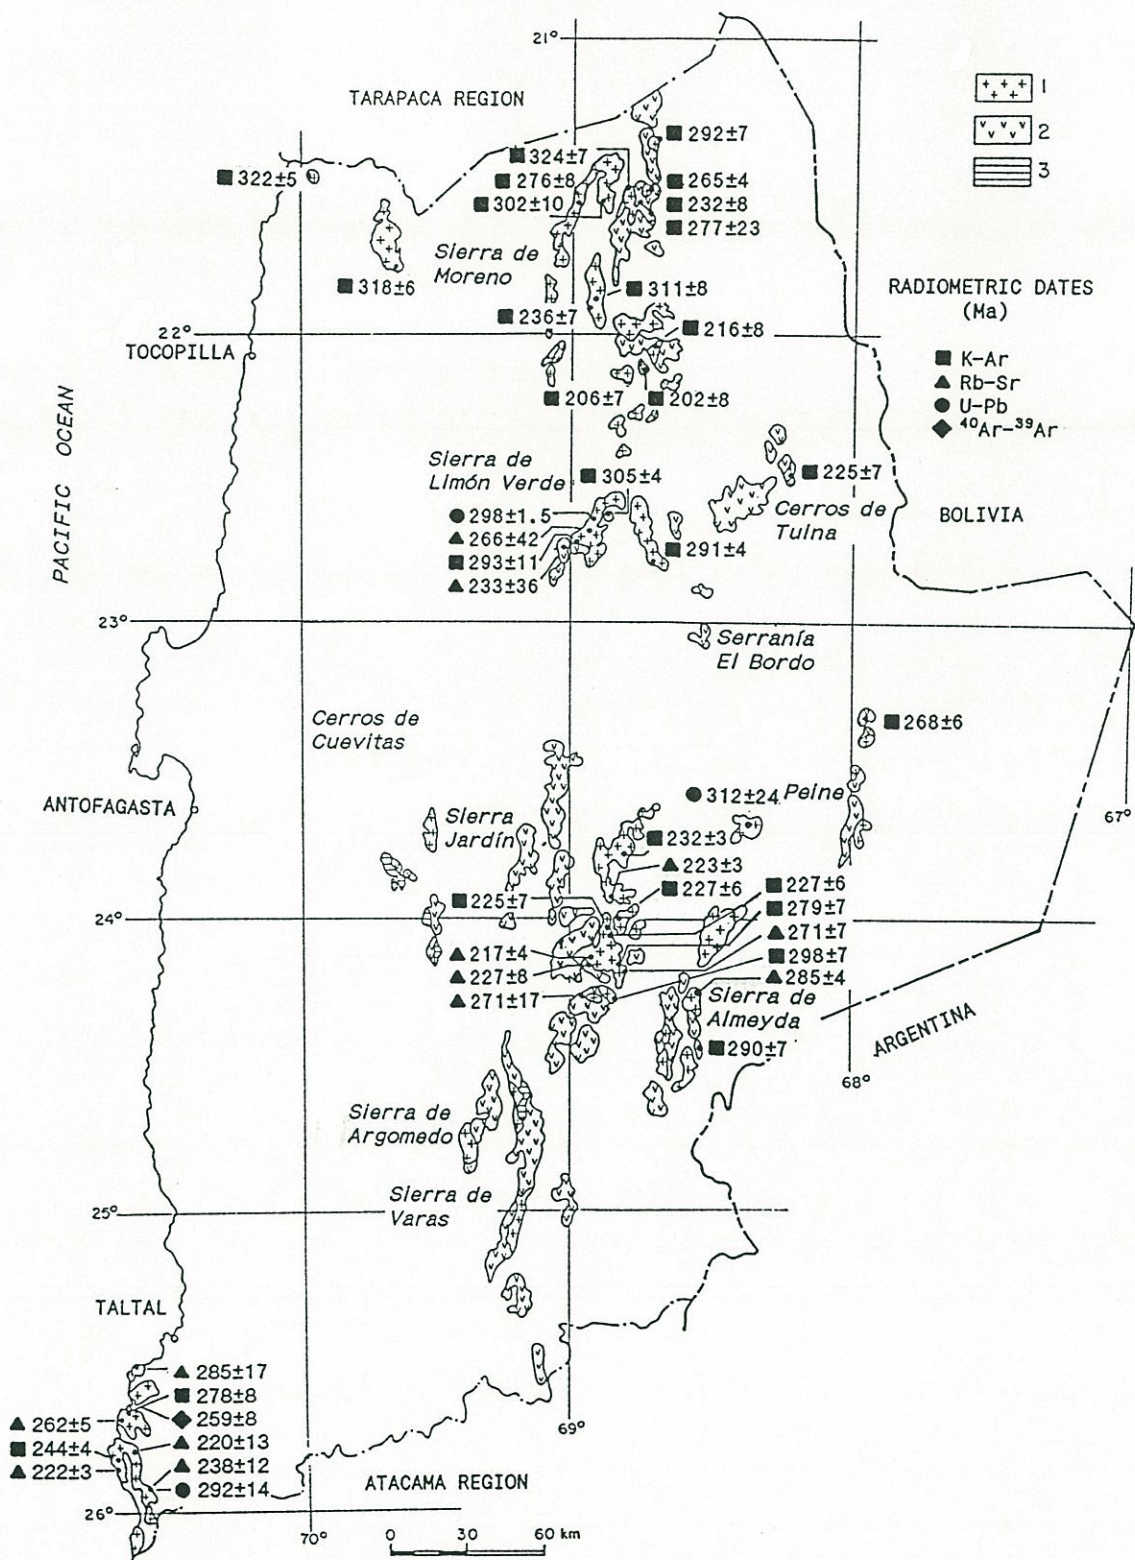 21°
TARAPACA REGION
1
2
3
■ 292±7
■ 324±7
■ 322±5
■ 276±8
■ 265±4
■ 302±10
■ 232±8
■ 277±23
Sierra de
Moreno
■ 318±6
■ 311±8
RADIOMETRIC DATES
(Ma)
■ 236±7
■ 216±8
22°
TOCOPILLA
■ K-Ar
▲ Rb-Sr
● U-Pb
◆ ⁴⁰Ar-³⁹Ar
■ 206±7
■ 202±8
PACIFIC OCEAN
Sierra de
Limón Verde
■ 305±4
■ 225±7
Cerros de
Tulna
BOLIVIA
● 298±1.5
▲ 266±42
■ 293±11
▲ 233±36
■ 291±4
23°
Serranía
El Bordo
Cerros de
Cuevitas
■ 268±6
● 312±24
Peine
ANTOFAGASTA
67°
Sierra
Jardín
■ 232±3
▲ 223±3
■ 227±6
■ 225±7
■ 227±6
■ 279±7
▲ 271±7
■ 298±7
▲ 285±4
24°
▲ 217±4
▲ 227±8
▲ 271±17
Sierra de
Almeyda
ARGENTINA
■ 290±7
68°
Sierra de
Argomedo
Sierra de
Varas
25°
TALTAL
▲ 285±17
■ 278±8
▲ 262±5
◆ 259±8
■ 244±4
▲ 220±13
▲ 222±3
▲ 238±12
● 292±14
69°
ATACAMA REGION
26°
70°
0 30 60 km